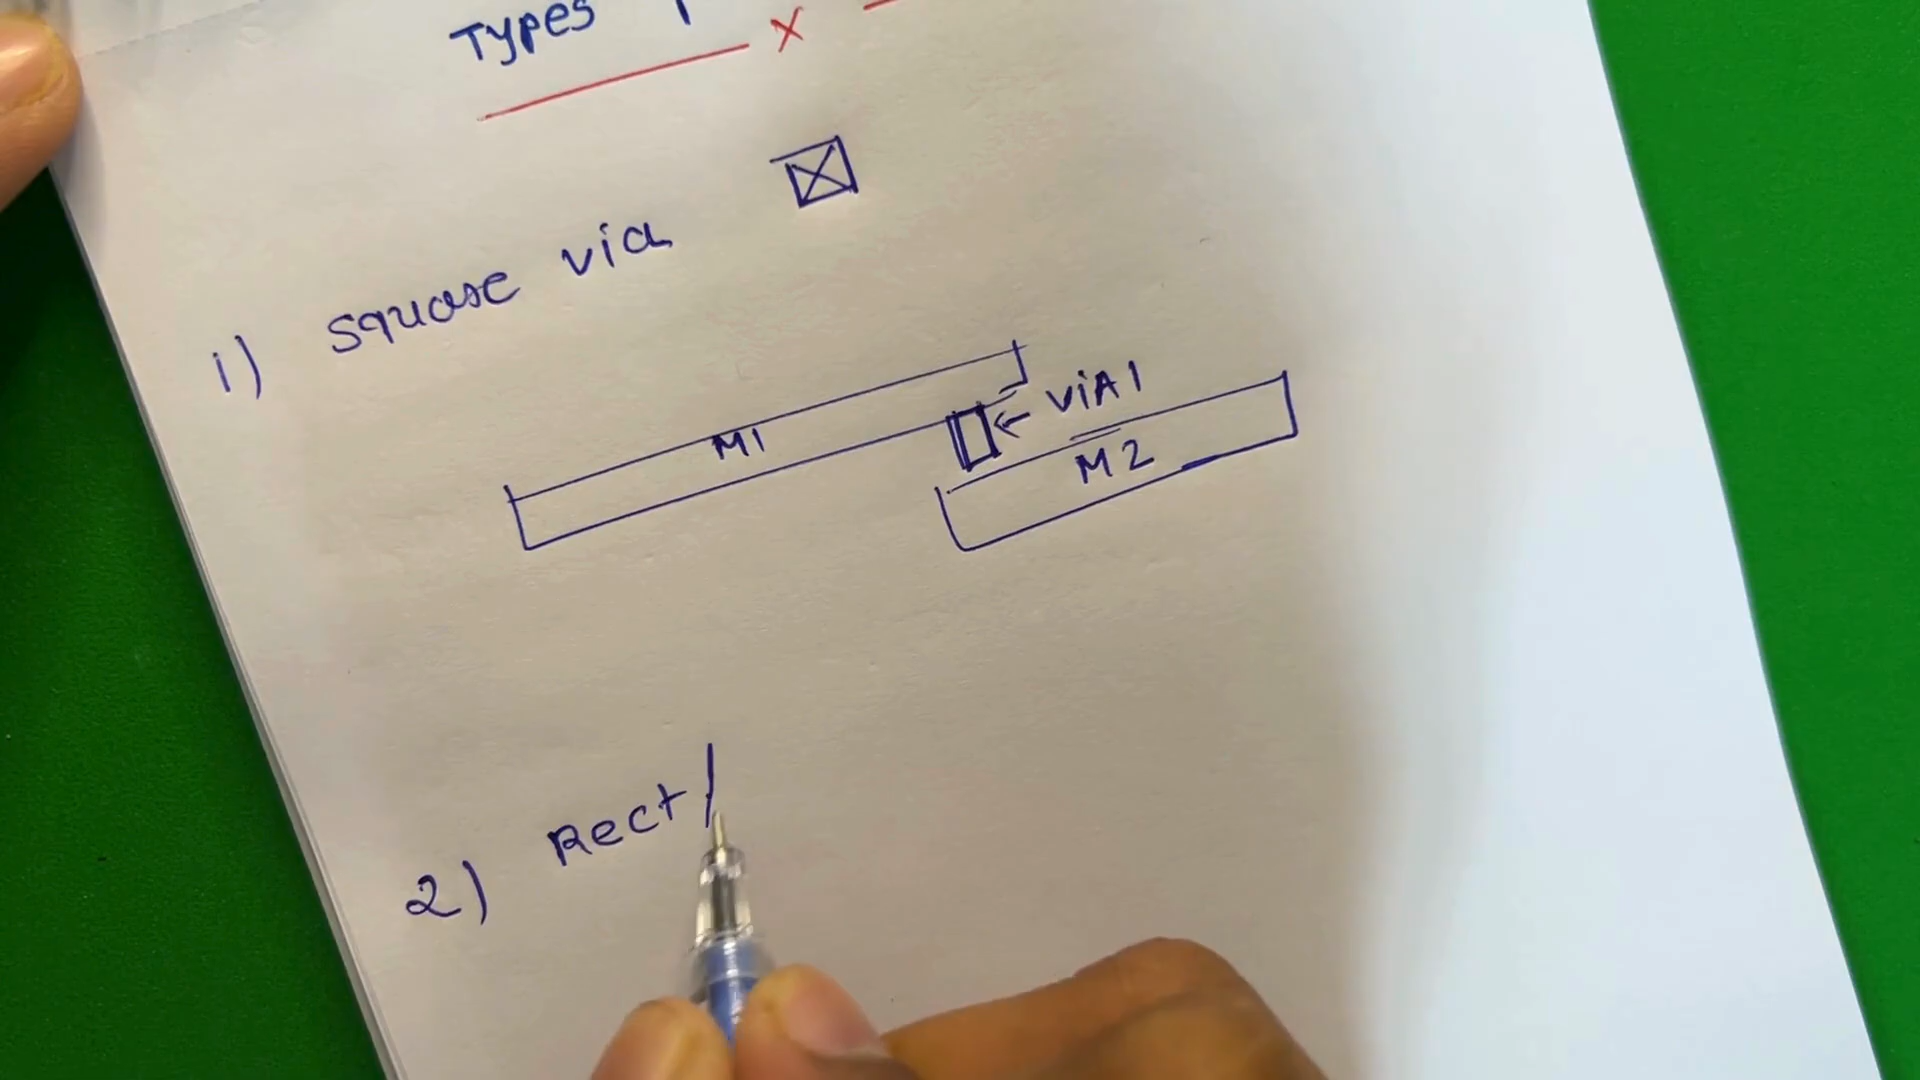 Types
1) square via
M1
VIA1
M2
2) Rect